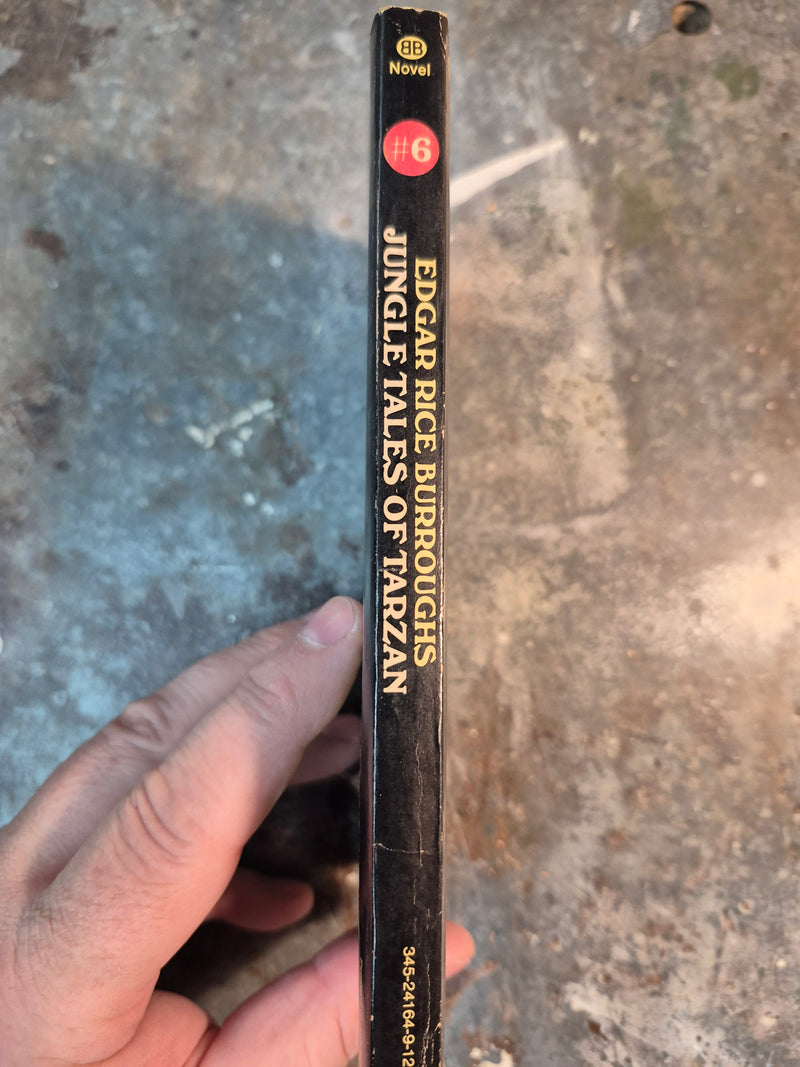 BB
Novel
#6
EDGAR RICE BURROUGHS
JUNGLE TALES OF TARZAN
345-24164-9-12